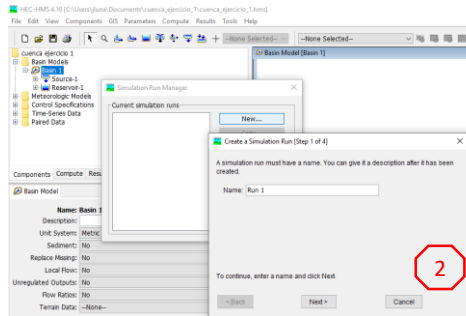 HEC-HMS 4.10 [C:\Users\jluna\Documents\cuenca_ejercicio_1\cuenca_ejercicio_1.hms]
File Edit View Components GIS Parameters Compute Results Tools Help
--None Selected--
--None Selected--
cuenca ejercicio 1
Basin Models
Basin 1
Source-1
Reservoir-1
Meteorologic Models
Control Specifications
Time-Series Data
Paired Data
Components Compute
Basin Model [Basin 1]
Simulation Run Manager
Current simulation runs
New...
Create a Simulation Run [Step 1 of 4]
A simulation run must have a name. You can give it a description after it has been
created.
Name: Run 1
To continue, enter a name and click Next.
< Back
Next >
Cancel
2
Basin Model
Name: Basin 1
Description:
Unit System: Metric
Sediment: No
Replace Missing: No
Local Flow: No
Unregulated Outputs: No
Flow Ratios: No
Terrain Data: --None--